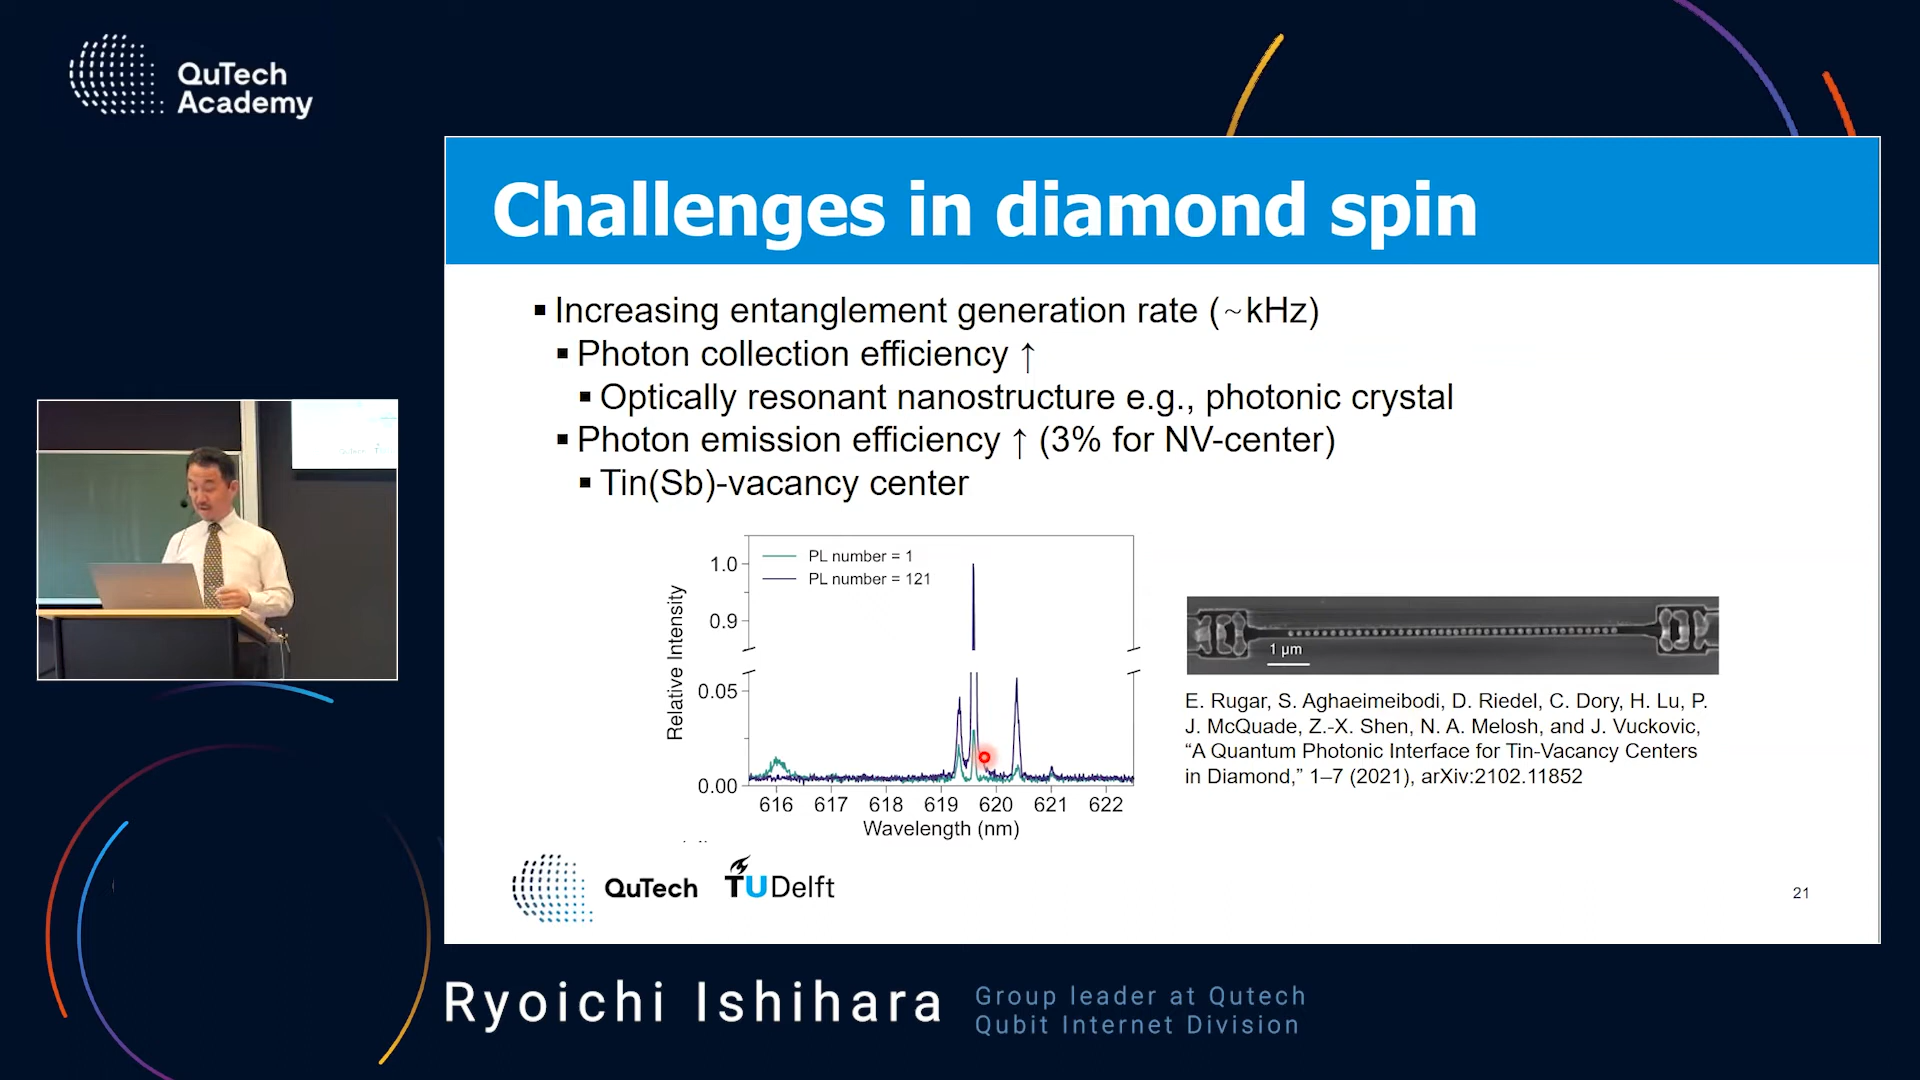 QuTech
Academy
Challenges in diamond spin
▪ Increasing entanglement generation rate (~kHz)
▪ Photon collection efficiency ↑
▪ Optically resonant nanostructure e.g., photonic crystal
▪ Photon emission efficiency ↑ (3% for NV-center)
▪ Tin(Sb)-vacancy center
PL number = 1
PL number = 121
Relative Intensity
1.0
0.9
0.05
0.00
616 617 618 619 620 621 622
Wavelength (nm)
1 µm
E. Rugar, S. Aghaeimeibodi, D. Riedel, C. Dory, H. Lu, P.
J. McQuade, Z.-X. Shen, N. A. Melosh, and J. Vuckovic,
“A Quantum Photonic Interface for Tin-Vacancy Centers
in Diamond,” 1–7 (2021), arXiv:2102.11852
QuTech
TUDelft
21
Ryoichi Ishihara
Group leader at Qutech
Qubit Internet Division